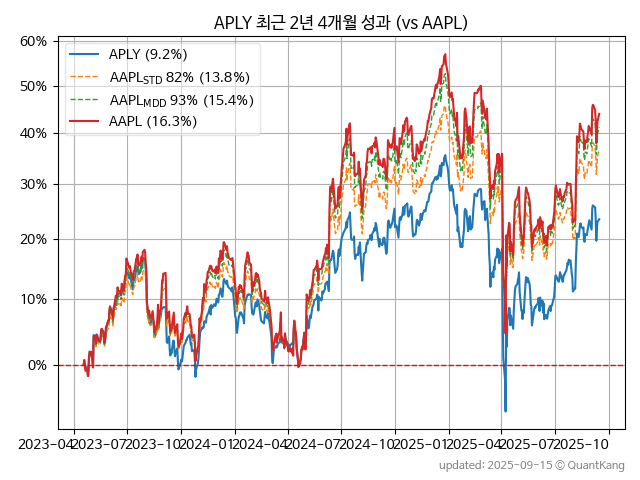 APLY 최근 2년 4개월 성과 (vs AAPL)
60%
50%
40%
30%
20%
10%
0%
APLY (9.2%)
AAPLSTD 82% (13.8%)
AAPLMDD 93% (15.4%)
AAPL (16.3%)
2023-04 2023-07 2023-10 2024-01 2024-04 2024-07 2024-10 2025-01 2025-04 2025-07 2025-10
updated: 2025-09-15 ⓒ QuantKang